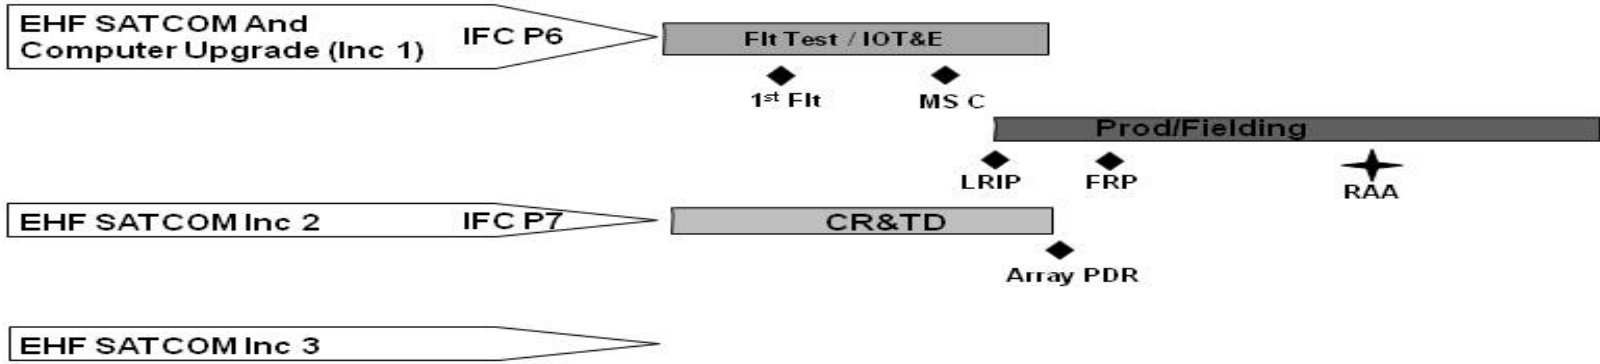 EHF SATCOM And
Computer Upgrade (Inc 1)
IFC P6
Flt Test / IOT&E
1st Flt
MS C
Prod/Fielding
LRIP
FRP
RAA
EHF SATCOM Inc 2
IFC P7
CR&TD
Array PDR
EHF SATCOM Inc 3